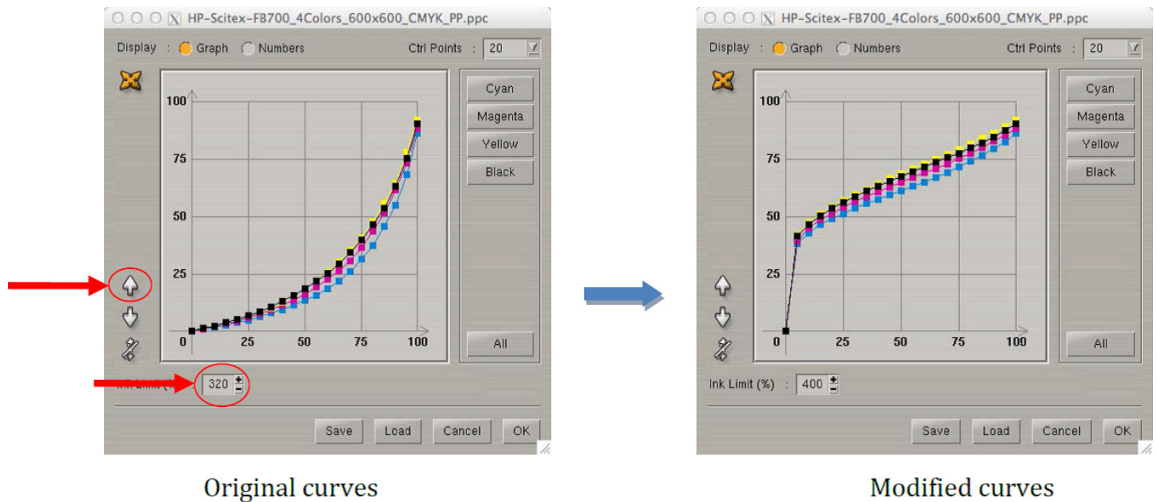 HP-Scitex-FB700_4Colors_600x600_CMYK_PP.ppc
Display : Graph Numbers Ctrl Points : 20
Cyan
Magenta
Yellow
Black
100
75
50
25
0 25 50 75 100
All
Ink Limit (%) : 320
Save Load Cancel OK
Original curves
HP-Scitex-FB700_4Colors_600x600_CMYK_PP.ppc
Display : Graph Numbers Ctrl Points : 20
Cyan
Magenta
Yellow
Black
100
75
50
25
0 25 50 75 100
All
Ink Limit (%) : 400
Save Load Cancel OK
Modified curves